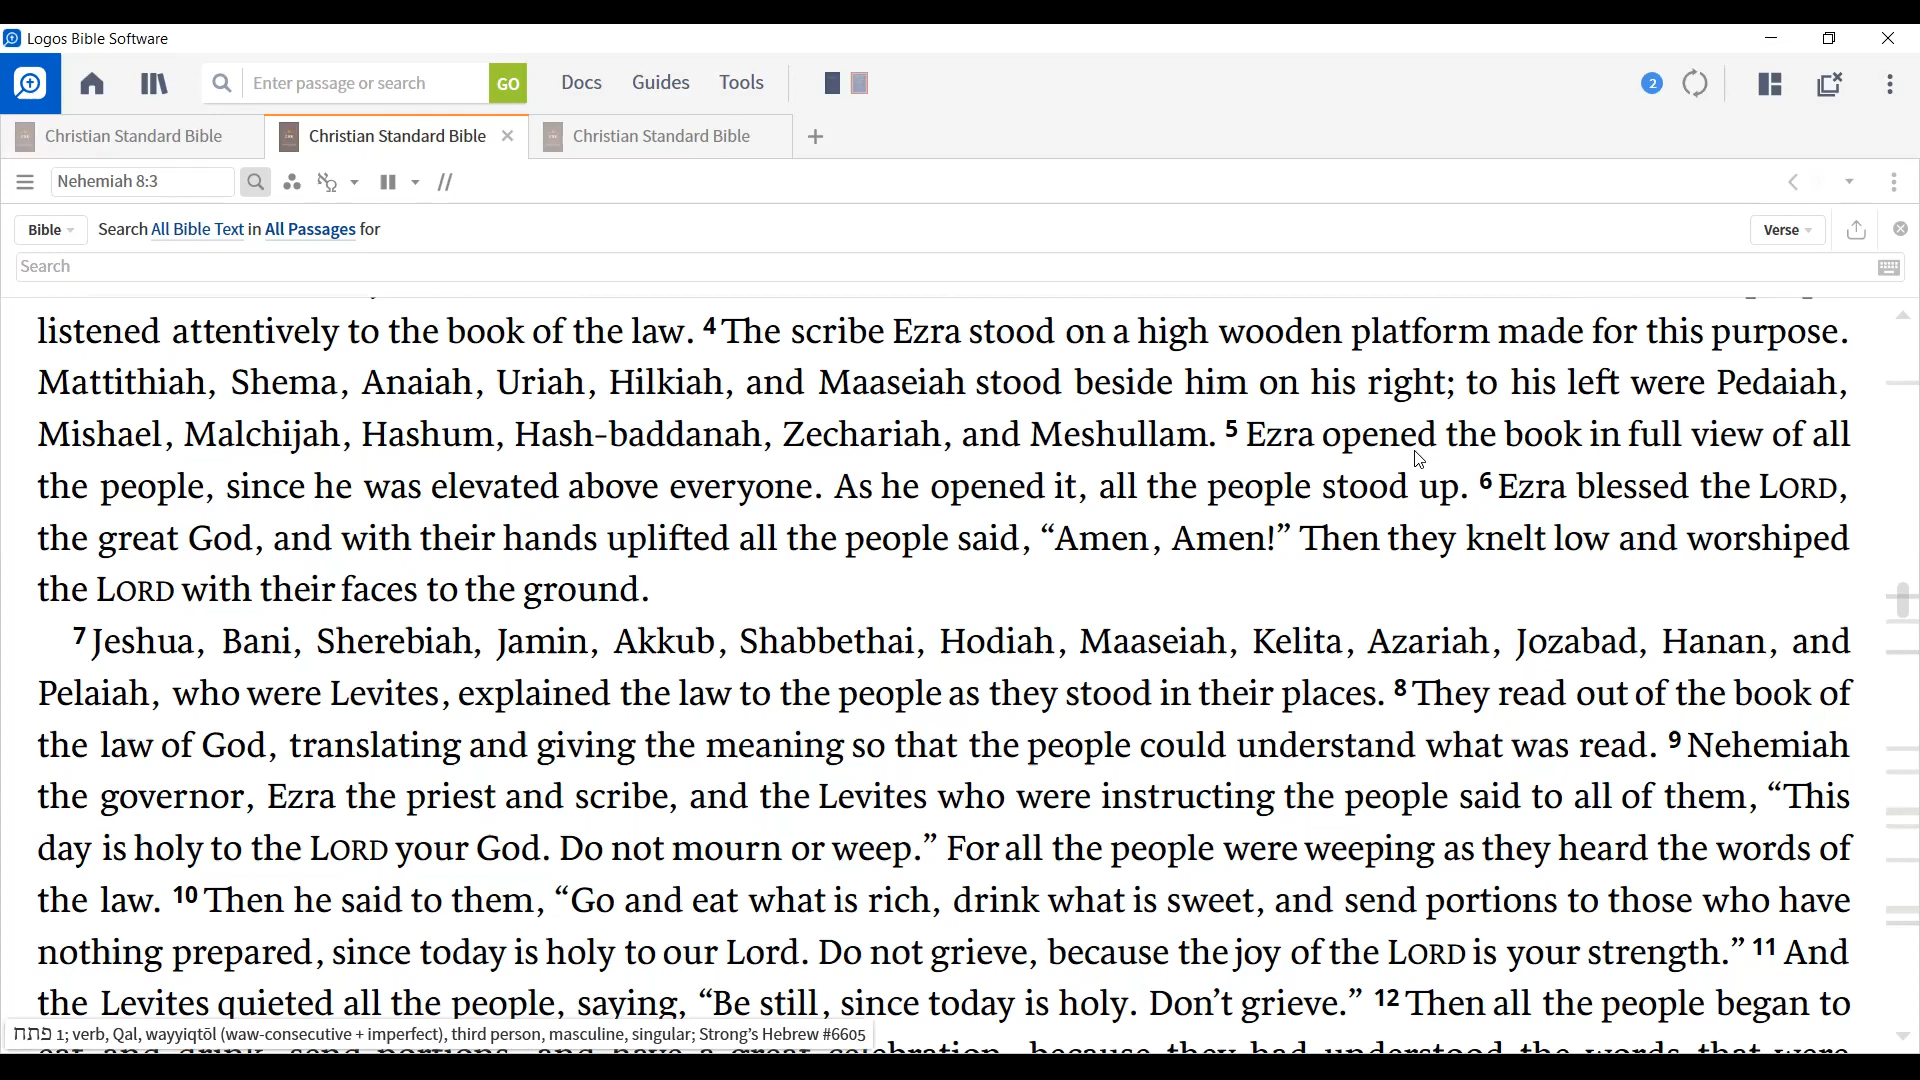 Logos Bible Software
Enter passage or search
GO
Docs
Guides
Tools
2
Christian Standard Bible
Christian Standard Bible
Christian Standard Bible
Nehemiah 8:3
Bible
Search All Bible Text in All Passages for
Verse
Search
listened attentively to the book of the law. 4 The scribe Ezra stood on a high wooden platform made for this purpose.
Mattithiah, Shema, Anaiah, Uriah, Hilkiah, and Maaseiah stood beside him on his right; to his left were Pedaiah,
Mishael, Malchijah, Hashum, Hash-baddanah, Zechariah, and Meshullam. 5 Ezra opened the book in full view of all
the people, since he was elevated above everyone. As he opened it, all the people stood up. 6 Ezra blessed the LORD,
the great God, and with their hands uplifted all the people said, “Amen, Amen!” Then they knelt low and worshiped
the LORD with their faces to the ground.
7 Jeshua, Bani, Sherebiah, Jamin, Akkub, Shabbethai, Hodiah, Maaseiah, Kelita, Azariah, Jozabad, Hanan, and
Pelaiah, who were Levites, explained the law to the people as they stood in their places. 8 They read out of the book of
the law of God, translating and giving the meaning so that the people could understand what was read. 9 Nehemiah
the governor, Ezra the priest and scribe, and the Levites who were instructing the people said to all of them, “This
day is holy to the LORD your God. Do not mourn or weep.” For all the people were weeping as they heard the words of
the law. 10 Then he said to them, “Go and eat what is rich, drink what is sweet, and send portions to those who have
nothing prepared, since today is holy to our Lord. Do not grieve, because the joy of the LORD is your strength.” 11 And
the Levites quieted all the people, saying, “Be still, since today is holy. Don’t grieve.” 12 Then all the people began to
פתח 1; verb, Qal, wayyiqtōl (waw-consecutive + imperfect), third person, masculine, singular; Strong’s Hebrew #6605
eat and drink, send portions, and have a great celebration, because they had understood the words that were